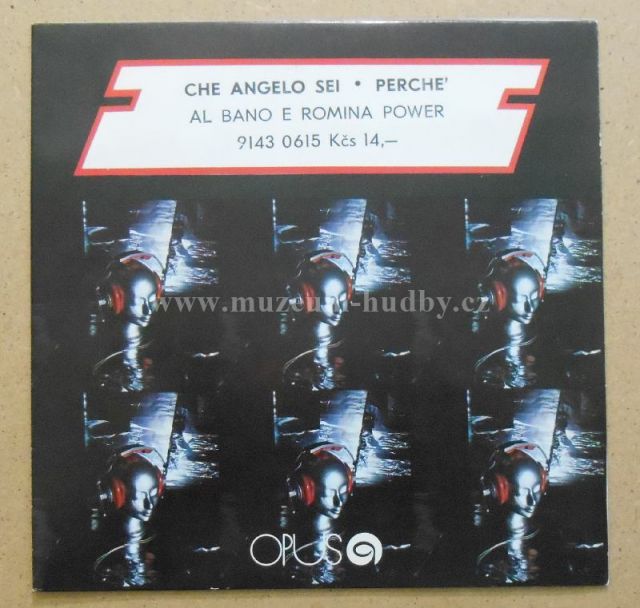 CHE ANGELO SEI • PERCHE'
AL BANO E ROMINA POWER
9143 0615 Kčs 14,—
www.muzeum-hudby.cz
OPUS